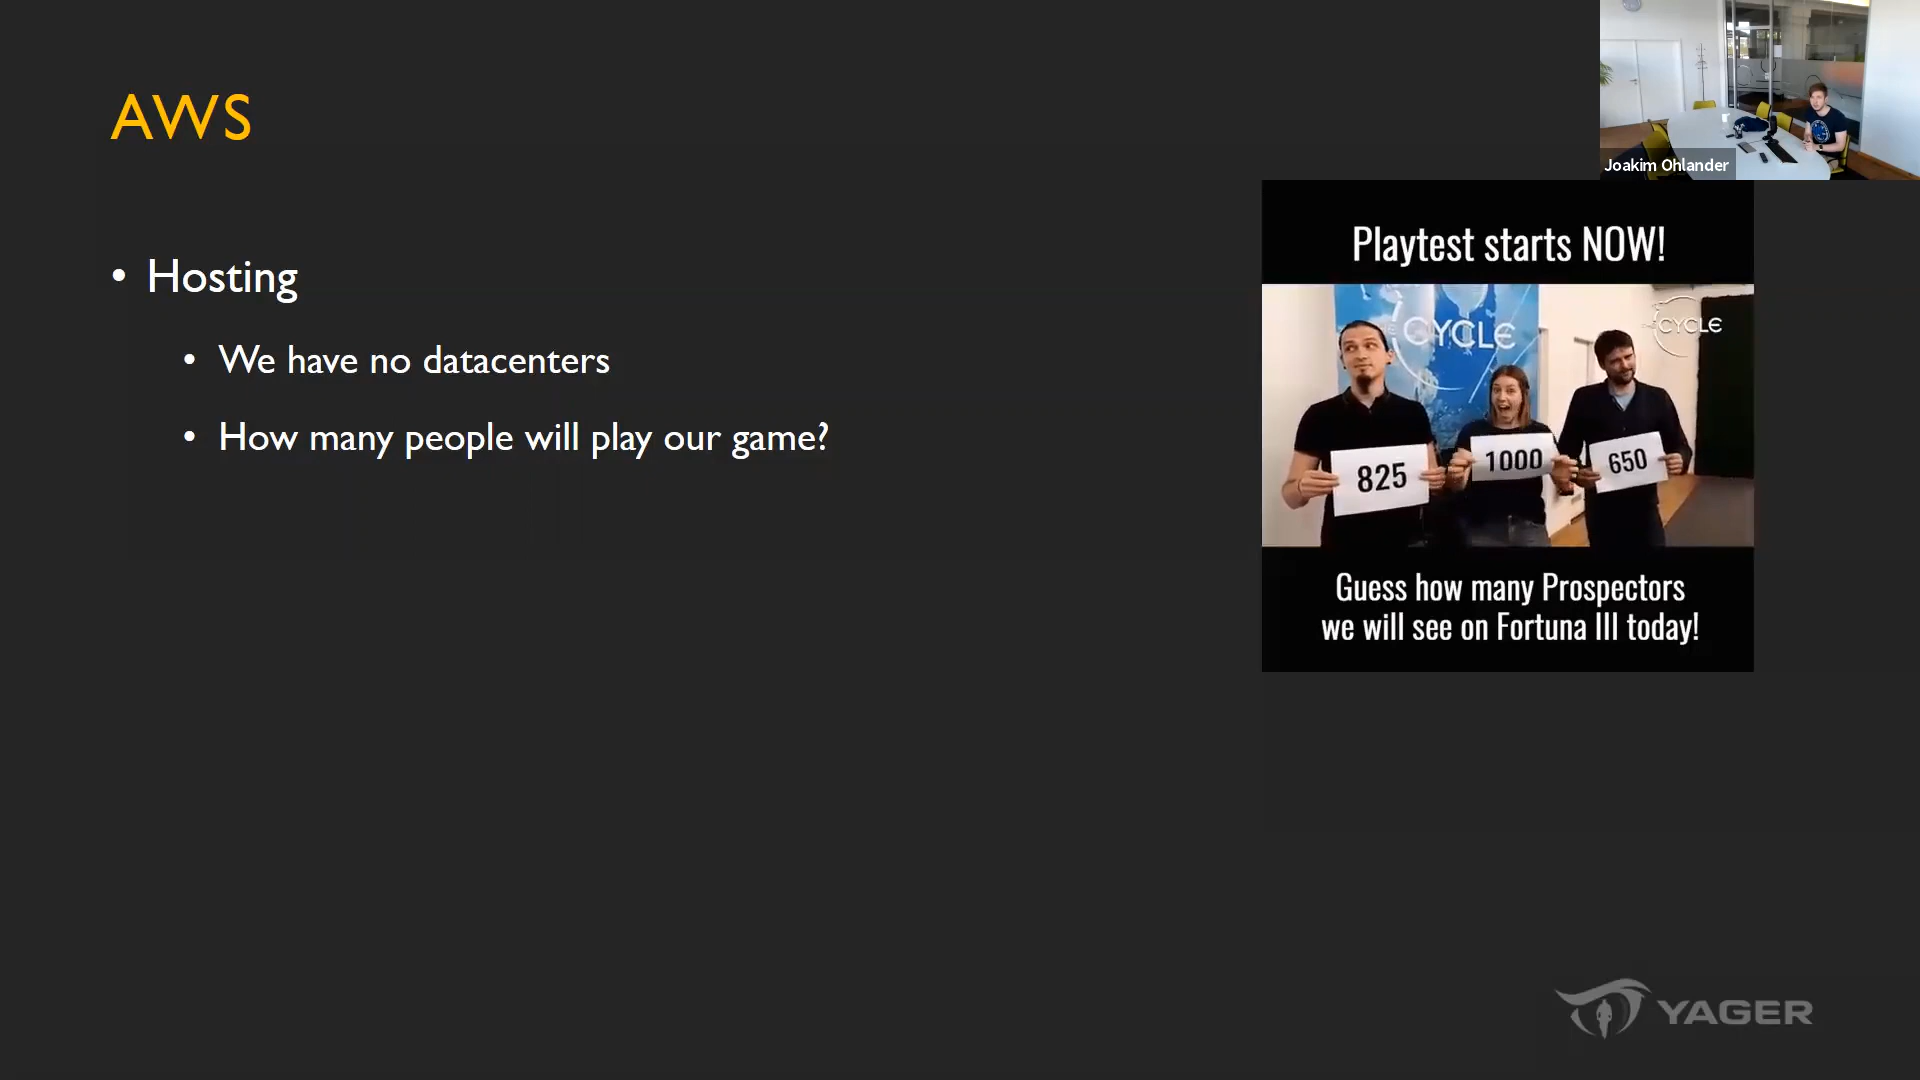 AWS
• Hosting
• We have no datacenters
• How many people will play our game?
Joakim Ohlander
Playtest starts NOW!
CYCLE
CYCLE
825
1000
650
Guess how many Prospectors
we will see on Fortuna III today!
YAGER